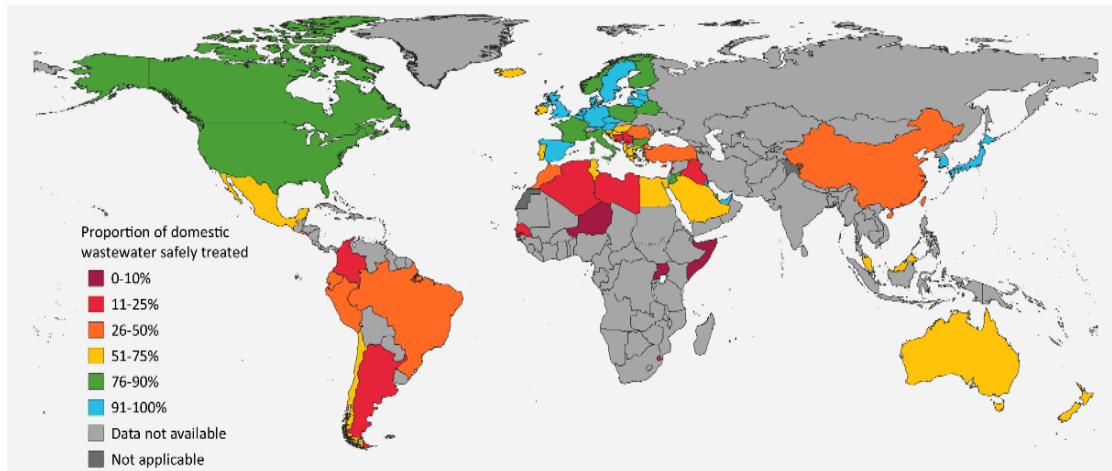 Proportion of domestic
wastewater safely treated
0-10%
11-25%
26-50%
51-75%
76-90%
91-100%
Data not available
Not applicable